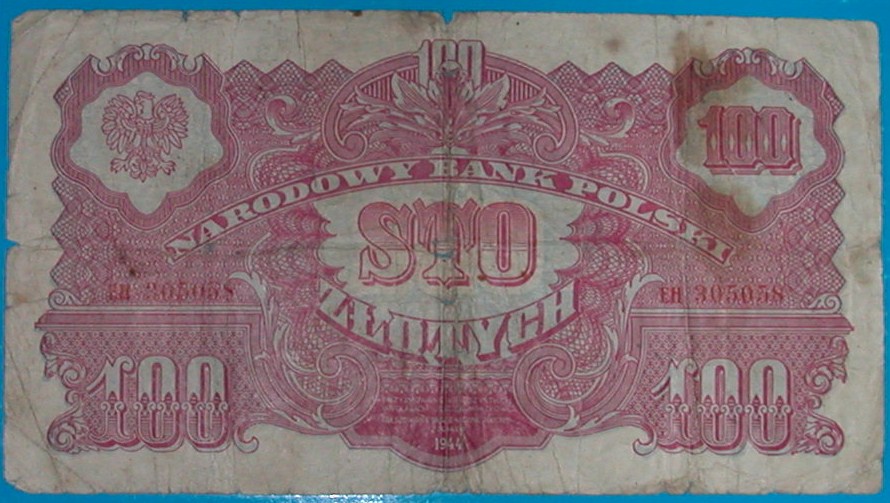 100
100
NARODOWY BANK POLSKI
STO
EH 305058 EH 305058
ZŁOTYCH
100 100
1944